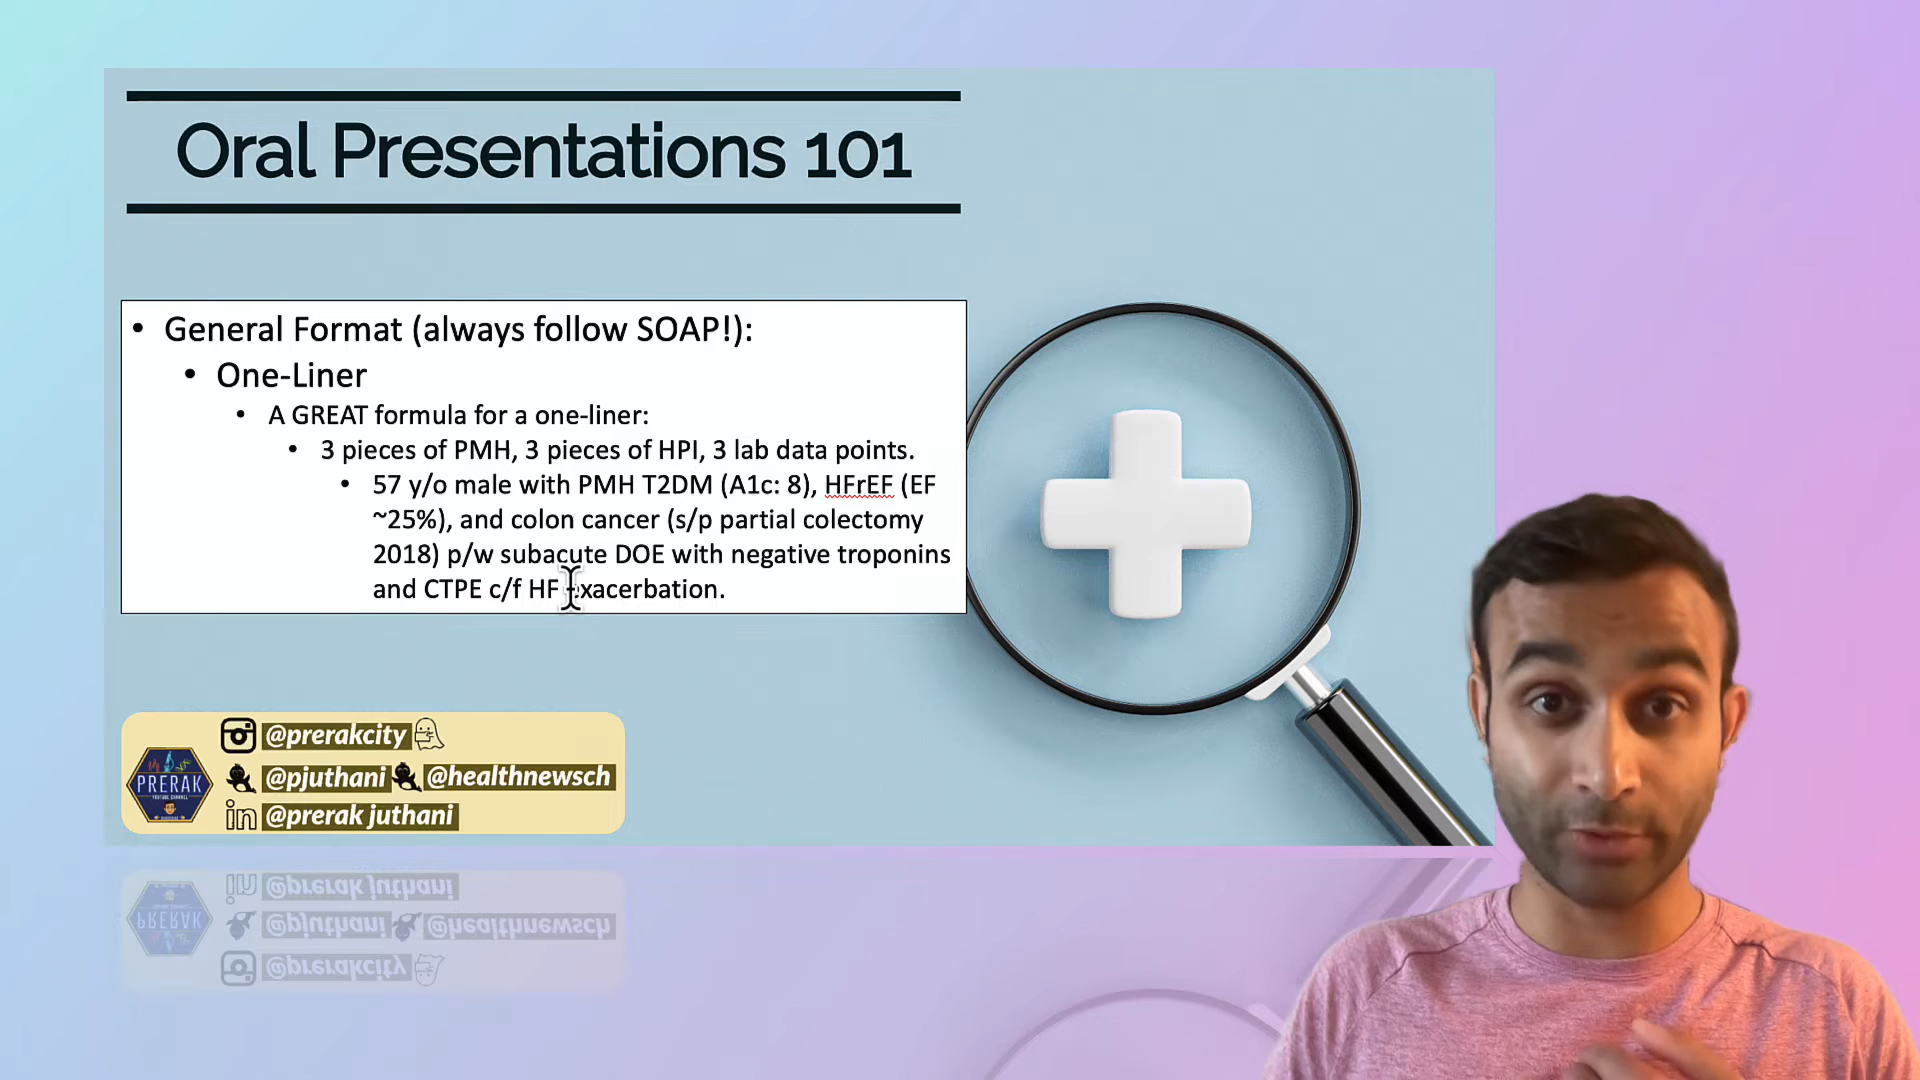 Oral Presentations 101
• General Format (always follow SOAP!):
• One-Liner
• A GREAT formula for a one-liner:
• 3 pieces of PMH, 3 pieces of HPI, 3 lab data points.
• 57 y/o male with PMH T2DM (A1c: 8), HFrEF (EF
~25%), and colon cancer (s/p partial colectomy
2018) p/w subacute DOE with negative troponins
and CTPE c/f HF exacerbation.
@prerakcity
@pjuthani @healthnewsch
@prerak juthani
PRERAK